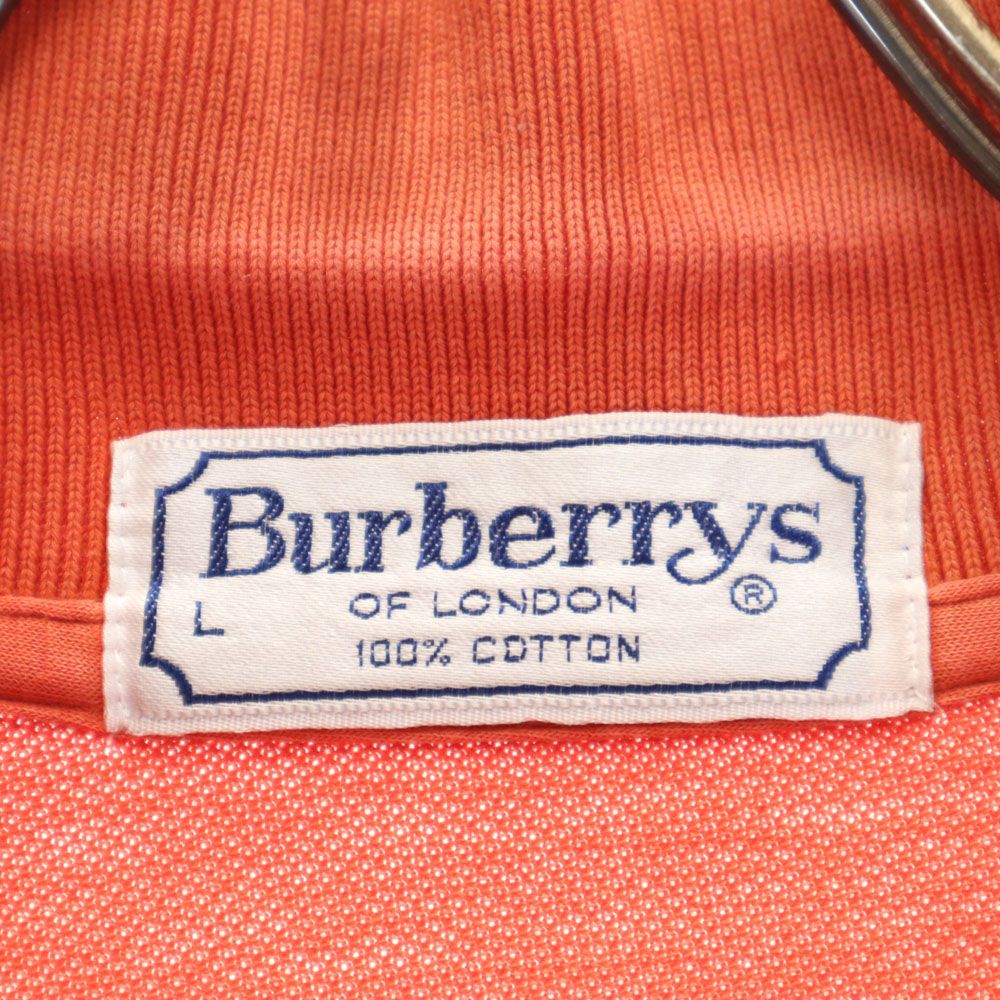 Burberrys
L OF LONDON ®
100% COTTON